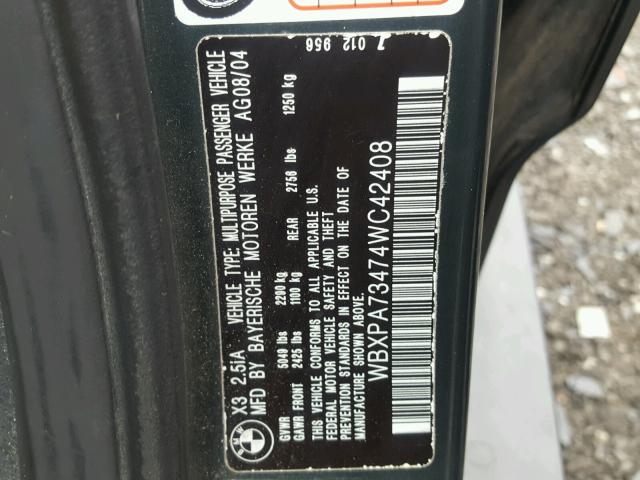 BMW
X3 2.5iA VEHICLE TYPE: MULTIPURPOSE PASSENGER VEHICLE
MFD BY BAYERISCHE MOTOREN WERKE AG08/04
GVWR 5049 lbs 2290 kg
GAWR FRONT 2425 lbs 1100 kg REAR 2756 lbs 1250 kg
THIS VEHICLE CONFORMS TO ALL APPLICABLE U.S.
FEDERAL MOTOR VEHICLE SAFETY AND THEFT
PREVENTION STANDARDS IN EFFECT ON THE DATE OF
MANUFACTURE SHOWN ABOVE.
WBXPA73474WC42408
7 012 956